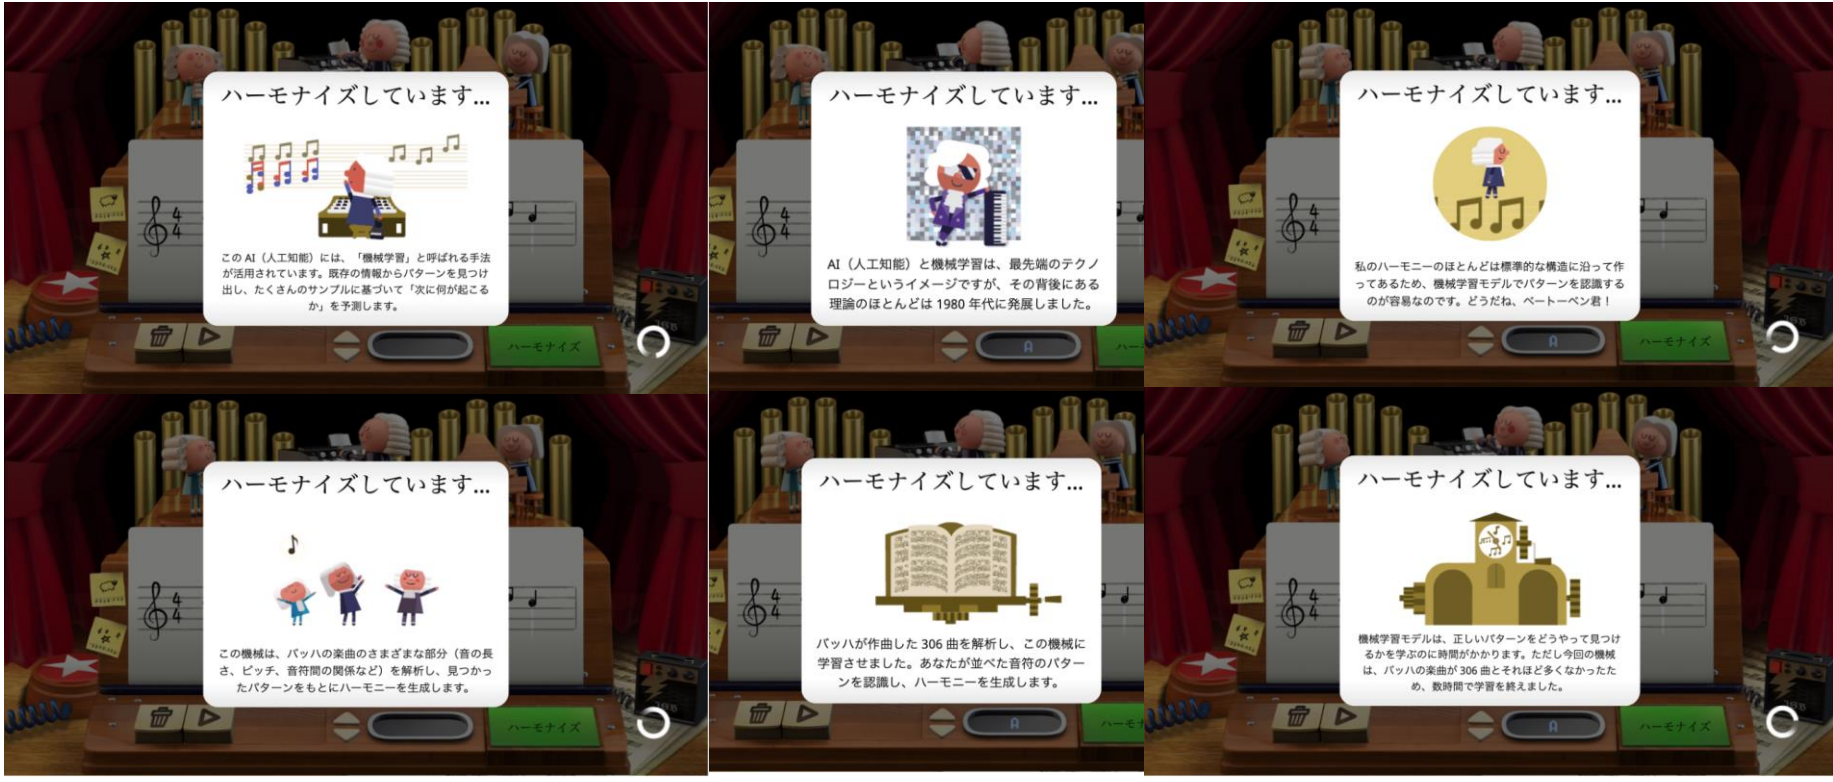 ハーモナイズしています...
この AI（人工知能）には、「機械学習」と呼ばれる手法
が活用されています。既存の情報からパターンを見つけ
出し、たくさんのサンプルに基づいて「次に何が起こる
か」を予測します。
ハーモナイズ
ハーモナイズしています...
AI（人工知能）と機械学習は、最先端のテクノ
ロジーというイメージですが、その背後にある
理論のほとんどは 1980 年代に発展しました。
A
ハーモ
ハーモナイズしています...
私のハーモニーのほとんどは標準的な構造に沿って作
ってあるため、機械学習モデルでパターンを認識する
のが容易なのです。どうだね、ベートーベン君！
A
ハーモナイズ
ハーモナイズしています...
この機械は、バッハの楽曲のさまざまな部分（音の長
さ、ピッチ、音符間の関係など）を解析し、見つかっ
たパターンをもとにハーモニーを生成します。
ハーモナイズ
ハーモナイズしています...
バッハが作曲した 306 曲を解析し、この機械に
学習させました。あなたが並べた音符のパター
ンを認識し、ハーモニーを生成します。
A
ハーモ
ハーモナイズしています...
機械学習モデルは、正しいパターンをどうやって見つけ
るかを学ぶのに時間がかかります。ただし今回の機械
は、バッハの楽曲が 306 曲とそれほど多くなかったた
め、数時間で学習を終えました。
A
ハーモナイズ